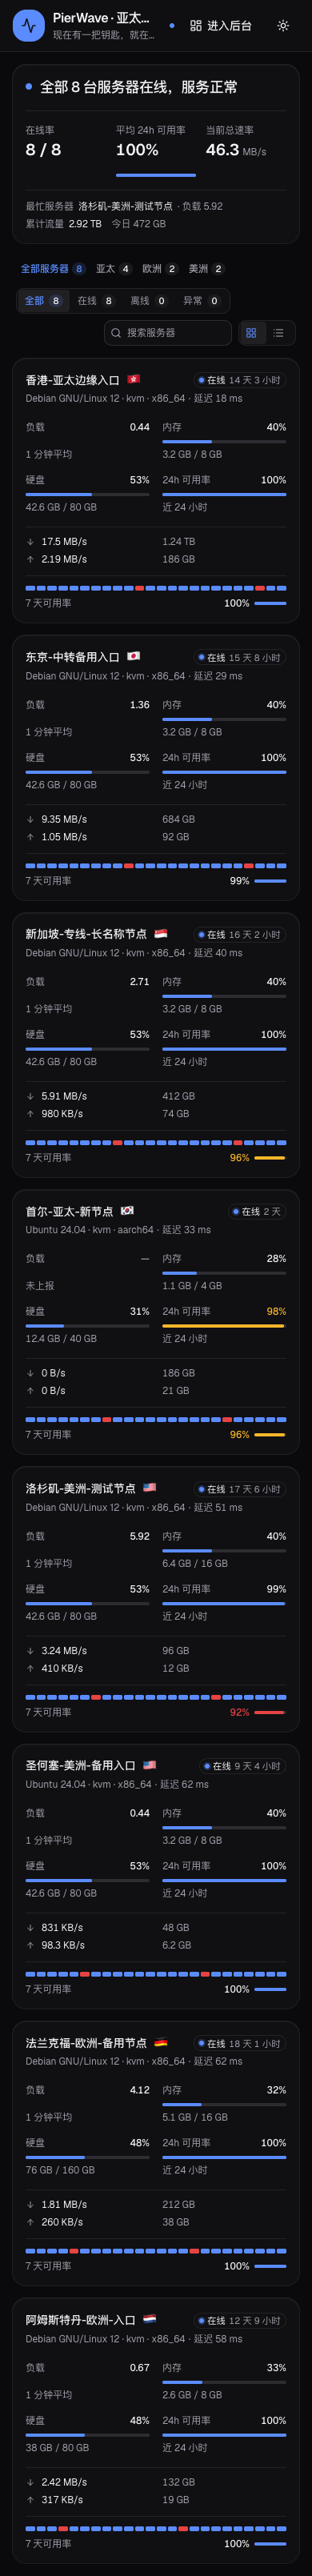 PierWave · 亚太...
现在有一把钥匙，就在...
进入后台
全部 8 台服务器在线，服务正常
在线率 平均 24h 可用率 当前总速率
8 / 8 100% 46.3 MB/s
最忙服务器 洛杉矶-美洲-测试节点 · 负载 5.92
累计流量 2.92 TB 今日 472 GB
全部服务器 8 亚太 4 欧洲 2 美洲 2
全部 8 在线 8 离线 0 异常 0
搜索服务器
香港-亚太边缘入口 在线 14 天 3 小时
Debian GNU/Linux 12 · kvm · x86_64 · 延迟 18 ms
负载 0.44 内存 40%
1 分钟平均 3.2 GB / 8 GB
硬盘 53% 24h 可用率 100%
42.6 GB / 80 GB 近 24 小时
↓ 17.5 MB/s 1.24 TB
↑ 2.19 MB/s 186 GB
7 天可用率 100%
东京-中转备用入口 在线 15 天 8 小时
Debian GNU/Linux 12 · kvm · x86_64 · 延迟 29 ms
负载 1.36 内存 40%
1 分钟平均 3.2 GB / 8 GB
硬盘 53% 24h 可用率 100%
42.6 GB / 80 GB 近 24 小时
↓ 9.35 MB/s 684 GB
↑ 1.05 MB/s 92 GB
7 天可用率 99%
新加坡-专线-长名称节点 在线 16 天 2 小时
Debian GNU/Linux 12 · kvm · x86_64 · 延迟 40 ms
负载 2.71 内存 40%
1 分钟平均 3.2 GB / 8 GB
硬盘 53% 24h 可用率 100%
42.6 GB / 80 GB 近 24 小时
↓ 5.91 MB/s 412 GB
↑ 980 KB/s 74 GB
7 天可用率 96%
首尔-亚太-新节点 在线 2 天
Ubuntu 24.04 · kvm · aarch64 · 延迟 33 ms
负载 — 内存 28%
未上报 1.1 GB / 4 GB
硬盘 31% 24h 可用率 98%
12.4 GB / 40 GB 近 24 小时
↓ 0 B/s 186 GB
↑ 0 B/s 21 GB
7 天可用率 96%
洛杉矶-美洲-测试节点 在线 17 天 6 小时
Debian GNU/Linux 12 · kvm · x86_64 · 延迟 51 ms
负载 5.92 内存 40%
1 分钟平均 6.4 GB / 16 GB
硬盘 53% 24h 可用率 99%
42.6 GB / 80 GB 近 24 小时
↓ 3.24 MB/s 96 GB
↑ 410 KB/s 12 GB
7 天可用率 92%
圣何塞-美洲-备用入口 在线 9 天 4 小时
Ubuntu 24.04 · kvm · x86_64 · 延迟 62 ms
负载 0.44 内存 40%
1 分钟平均 3.2 GB / 8 GB
硬盘 53% 24h 可用率 100%
42.6 GB / 80 GB 近 24 小时
↓ 831 KB/s 48 GB
↑ 98.3 KB/s 6.2 GB
7 天可用率 100%
法兰克福-欧洲-备用节点 在线 18 天 1 小时
Debian GNU/Linux 12 · kvm · x86_64 · 延迟 62 ms
负载 4.12 内存 32%
1 分钟平均 5.1 GB / 16 GB
硬盘 48% 24h 可用率 100%
76 GB / 160 GB 近 24 小时
↓ 1.81 MB/s 212 GB
↑ 260 KB/s 38 GB
7 天可用率 100%
阿姆斯特丹-欧洲-入口 在线 12 天 9 小时
Debian GNU/Linux 12 · kvm · x86_64 · 延迟 58 ms
负载 0.67 内存 33%
1 分钟平均 2.6 GB / 8 GB
硬盘 48% 24h 可用率 100%
38 GB / 80 GB 近 24 小时
↓ 2.42 MB/s 132 GB
↑ 317 KB/s 19 GB
7 天可用率 100%